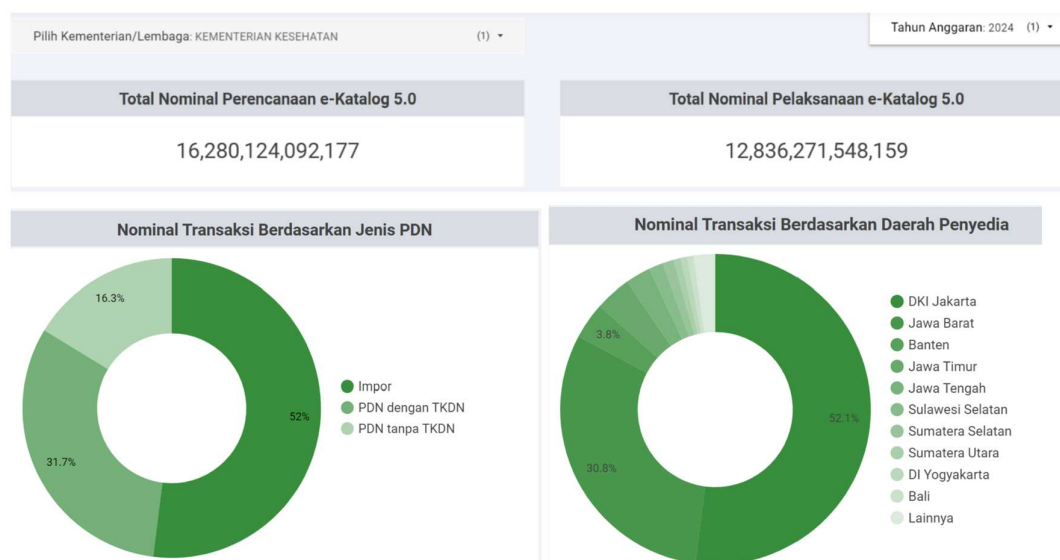 Pilih Kementerian/Lembaga: KEMENTERIAN KESEHATAN (1)
Tahun Anggaran: 2024 (1)
Total Nominal Perencanaan e-Katalog 5.0
16,280,124,092,177
Total Nominal Pelaksanaan e-Katalog 5.0
12,836,271,548,159
Nominal Transaksi Berdasarkan Jenis PDN
16.3%
52%
31.7%
Impor
PDN dengan TKDN
PDN tanpa TKDN
Nominal Transaksi Berdasarkan Daerah Penyedia
3.8%
52.1%
30.8%
DKI Jakarta
Jawa Barat
Banten
Jawa Timur
Jawa Tengah
Sulawesi Selatan
Sumatera Selatan
Sumatera Utara
DI Yogyakarta
Bali
Lainnya